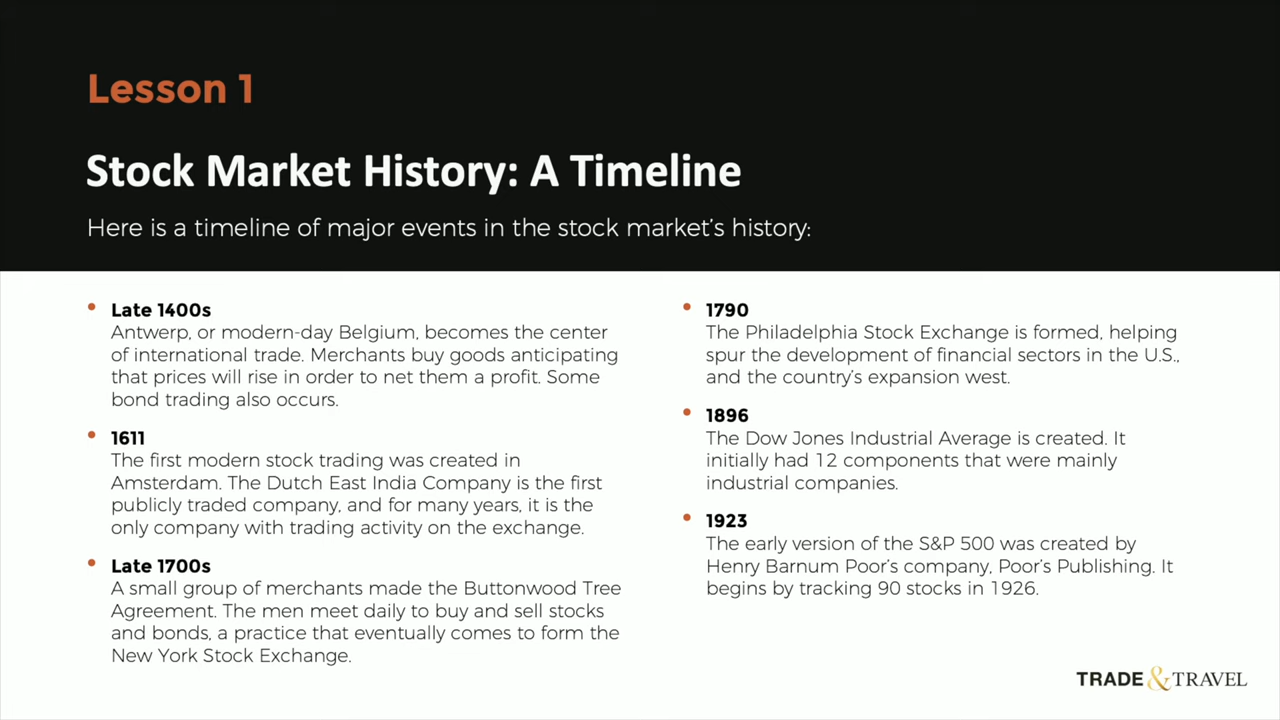 Lesson 1
Stock Market History: A Timeline
Here is a timeline of major events in the stock market's history:
• Late 1400s
Antwerp, or modern-day Belgium, becomes the center
of international trade. Merchants buy goods anticipating
that prices will rise in order to net them a profit. Some
bond trading also occurs.
• 1611
The first modern stock trading was created in
Amsterdam. The Dutch East India Company is the first
publicly traded company, and for many years, it is the
only company with trading activity on the exchange.
• Late 1700s
A small group of merchants made the Buttonwood Tree
Agreement. The men meet daily to buy and sell stocks
and bonds, a practice that eventually comes to form the
New York Stock Exchange.
• 1790
The Philadelphia Stock Exchange is formed, helping
spur the development of financial sectors in the U.S.,
and the country's expansion west.
• 1896
The Dow Jones Industrial Average is created. It
initially had 12 components that were mainly
industrial companies.
• 1923
The early version of the S&P 500 was created by
Henry Barnum Poor's company, Poor's Publishing. It
begins by tracking 90 stocks in 1926.
TRADE & TRAVEL